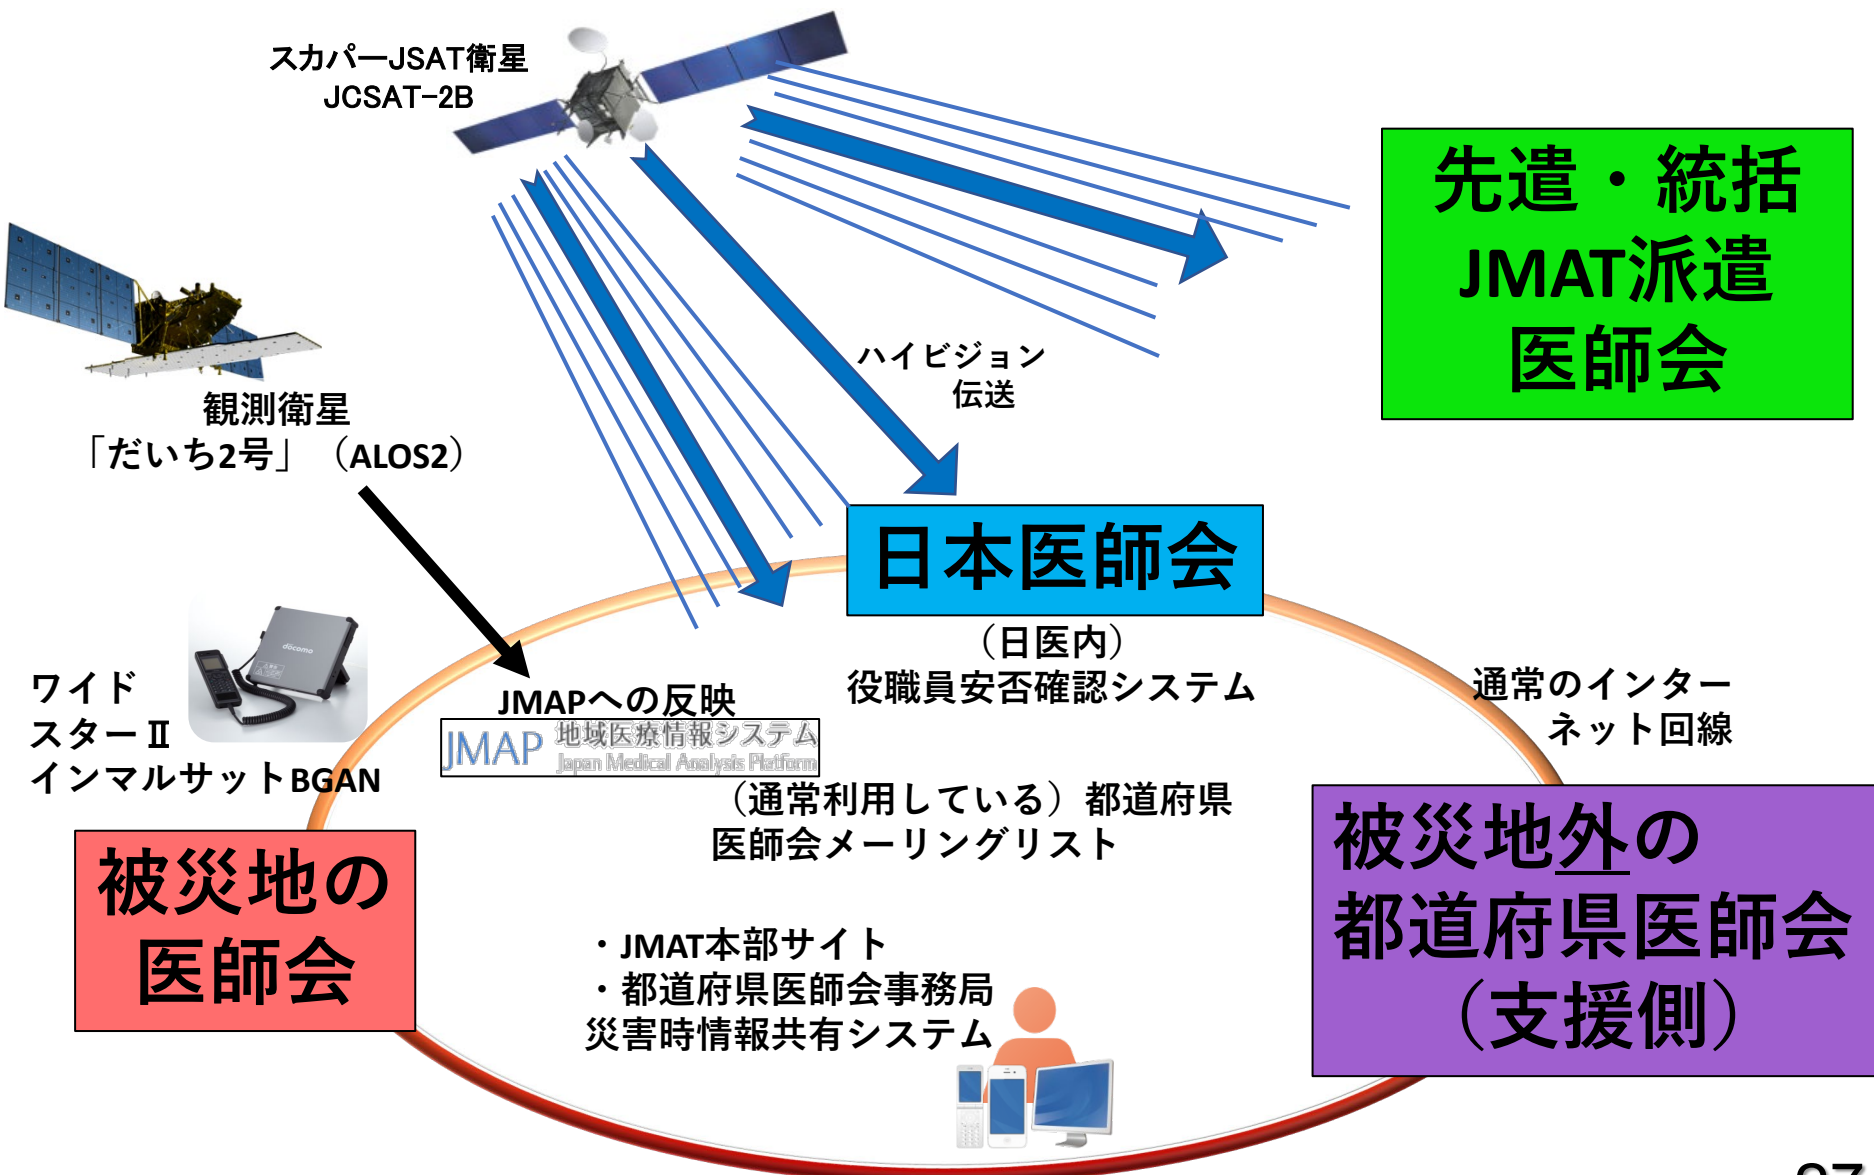 スカパーJSAT衛星
JCSAT-2B
先遣・統括
JMAT派遣
医師会
ハイビジョン
伝送
観測衛星
「だいち2号」（ALOS2）
日本医師会
（日医内）
役職員安否確認システム
docomo
ワイド
スターⅡ
インマルサットBGAN
JMAPへの反映
JMAP 地域医療情報システム
Japan Medical Analysis Platform
通常のインター
ネット回線
（通常利用している）都道府県
医師会メーリングリスト
被災地の
医師会
被災地外の
都道府県医師会
（支援側）
・JMAT本部サイト
・都道府県医師会事務局
災害時情報共有システム